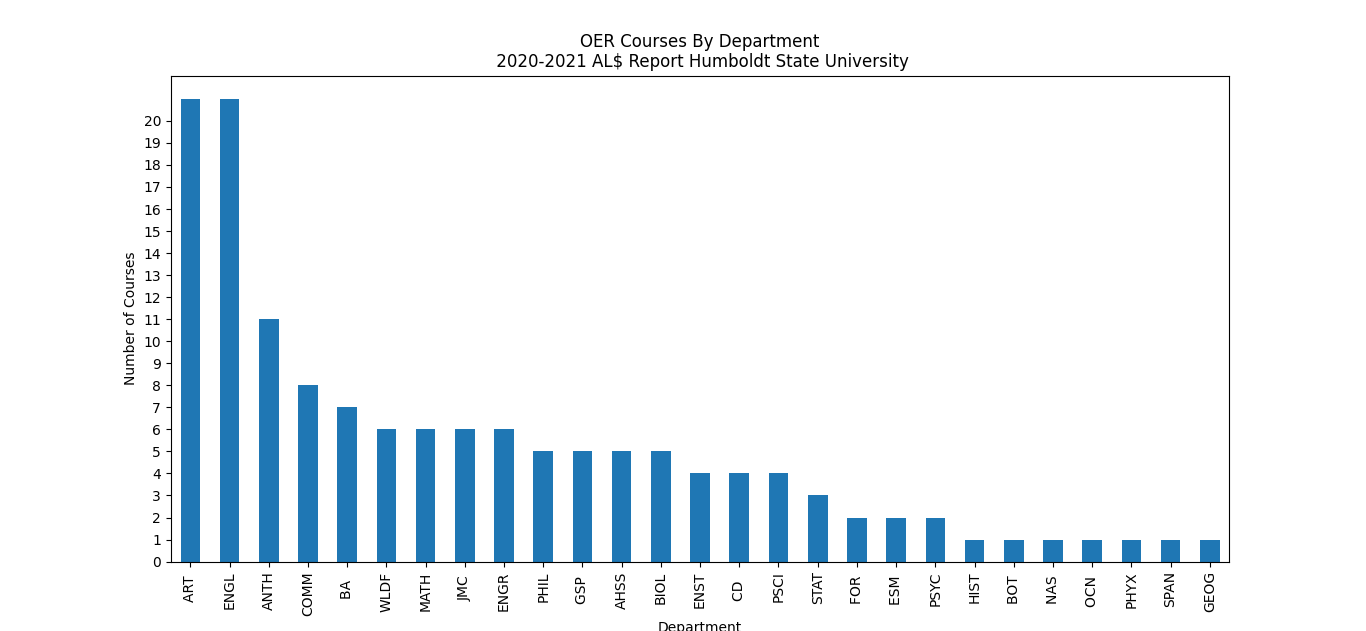 OER Courses By Department
2020-2021 AL$ Report Humboldt State University
Number of Courses
20
19
18
17
16
15
14
13
12
11
10
9
8
7
6
5
4
3
2
1
0
ART
ENGL
ANTH
COMM
BA
WLDF
MATH
JMC
ENGR
PHIL
GSP
AHSS
BIOL
ENST
CD
PSCI
STAT
FOR
ESM
PSYC
HIST
BOT
NAS
OCN
PHYX
SPAN
GEOG
Department